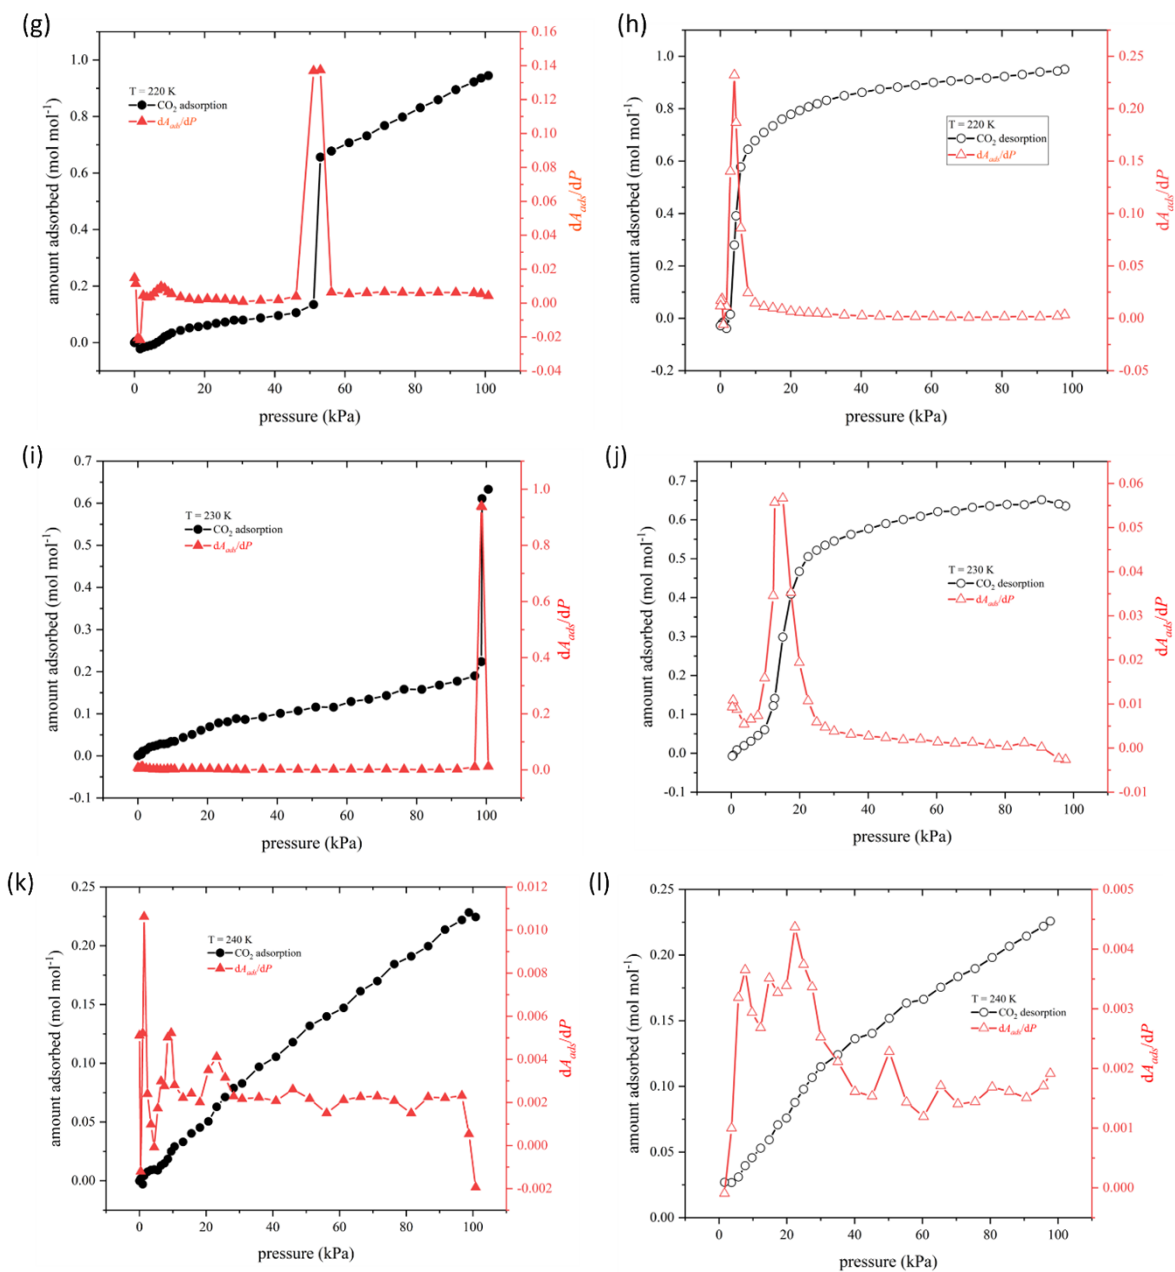 (g)
1.0
0.8
0.6
0.4
0.2
0.0
amount adsorbed (mol mol⁻¹)
T = 220 K
CO₂ adsorption
dA_ads/dP
0.16
0.14
0.12
0.10
0.08
0.06
0.04
0.02
0.00
-0.02
-0.04
dA_ads/dP
0 20 40 60 80 100
pressure (kPa)
(h)
1.0
0.8
0.6
0.4
0.2
0.0
-0.2
amount adsorbed (mol mol⁻¹)
T = 220 K
CO₂ desorption
dA_ads/dP
0.25
0.20
0.15
0.10
0.05
0.00
-0.05
dA_ads/dP
0 20 40 60 80 100
pressure (kPa)
(i)
0.7
0.6
0.5
0.4
0.3
0.2
0.1
0.0
-0.1
amount adsorbed (mol mol⁻¹)
T = 230 K
CO₂ adsorption
dA_ads/dP
1.0
0.8
0.6
0.4
0.2
0.0
dA_ads/dP
0 20 40 60 80 100
pressure (kPa)
(j)
0.7
0.6
0.5
0.4
0.3
0.2
0.1
0.0
-0.1
amount adsorbed (mol mol⁻¹)
T = 230 K
CO₂ desorption
dA_ads/dP
0.06
0.05
0.04
0.03
0.02
0.01
0.00
-0.01
dA_ads/dP
0 20 40 60 80 100
pressure (kPa)
(k)
0.25
0.20
0.15
0.10
0.05
0.00
amount adsorbed (mol mol⁻¹)
T = 240 K
CO₂ adsorption
dA_ads/dP
0.012
0.010
0.008
0.006
0.004
0.002
0.000
-0.002
dA_ads/dP
0 20 40 60 80 100
pressure (kPa)
(l)
0.25
0.20
0.15
0.10
0.05
0.00
amount adsorbed (mol mol⁻¹)
T = 240 K
CO₂ desorption
dA_ads/dP
0.005
0.004
0.003
0.002
0.001
0.000
dA_ads/dP
0 20 40 60 80 100
pressure (kPa)